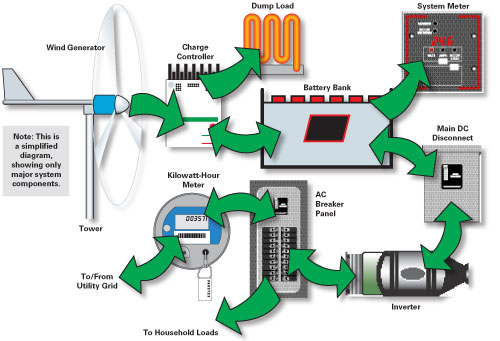 Dump Load
System Meter
Wind Generator
Charge
Controller
Battery Bank
Main DC
Disconnect
Note: This is
a simplified
diagram,
showing only
major system
components.
Kilowatt-Hour
Meter
AC
Breaker
Panel
Tower
To/From
Utility Grid
Inverter
To Household Loads